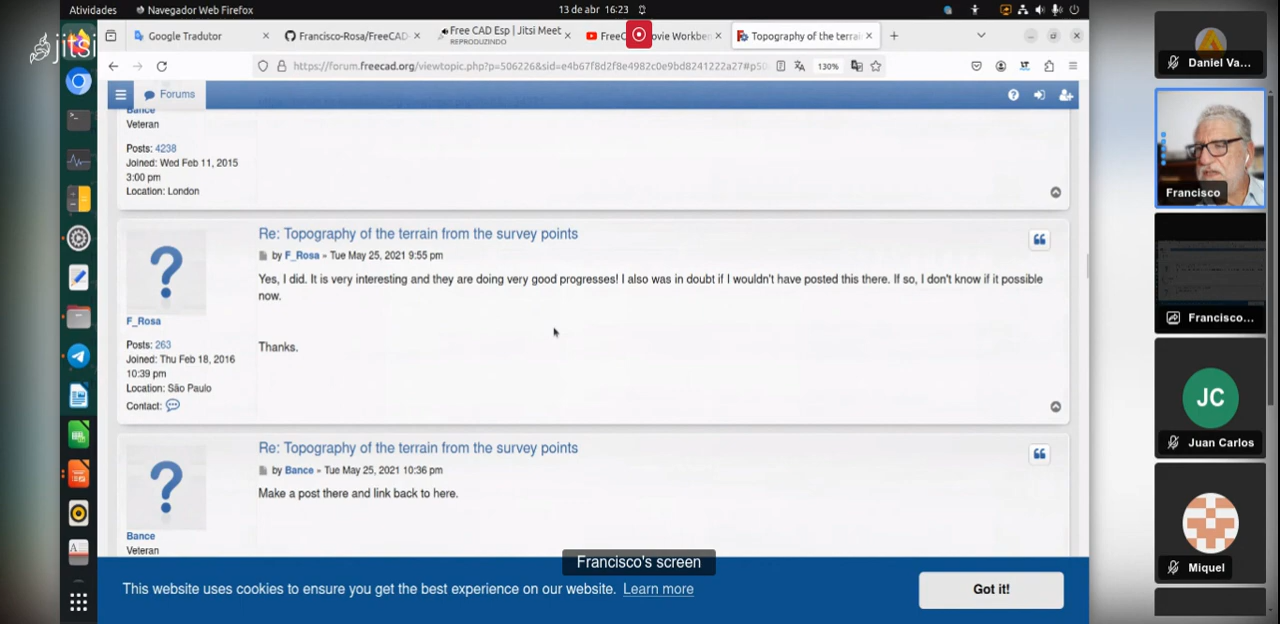 Atividades
Navegador Web Firefox
13 de abr 16:23
jitsi
Google Tradutor
Francisco-Rosa/FreeCAD-
Free CAD Esp | Jitsi Meet
REPRODUZINDO
FreeC
ovie Workben
Topography of the terrai
https://forum.freecad.org/viewtopic.php?p=506226&sid=e4b67f8d2f8e4982c0e9bd8241222a27#p50
130%
Forums
Bance
Veteran
Posts: 4238
Joined: Wed Feb 11, 2015
3:00 pm
Location: London
Re: Topography of the terrain from the survey points
by F_Rosa » Tue May 25, 2021 9:55 pm
Yes, I did. It is very interesting and they are doing very good progresses! I also was in doubt if I wouldn't have posted this there. If so, I don't know if it possible
now.
Thanks.
F_Rosa
Posts: 263
Joined: Thu Feb 18, 2016
10:39 pm
Location: São Paulo
Contact:
Re: Topography of the terrain from the survey points
by Bance » Tue May 25, 2021 10:36 pm
Make a post there and link back to here.
Bance
Veteran
Francisco's screen
This website uses cookies to ensure you get the best experience on our website. Learn more
Got it!
Daniel Va...
Francisco
Francisco...
JC
Juan Carlos
Miquel